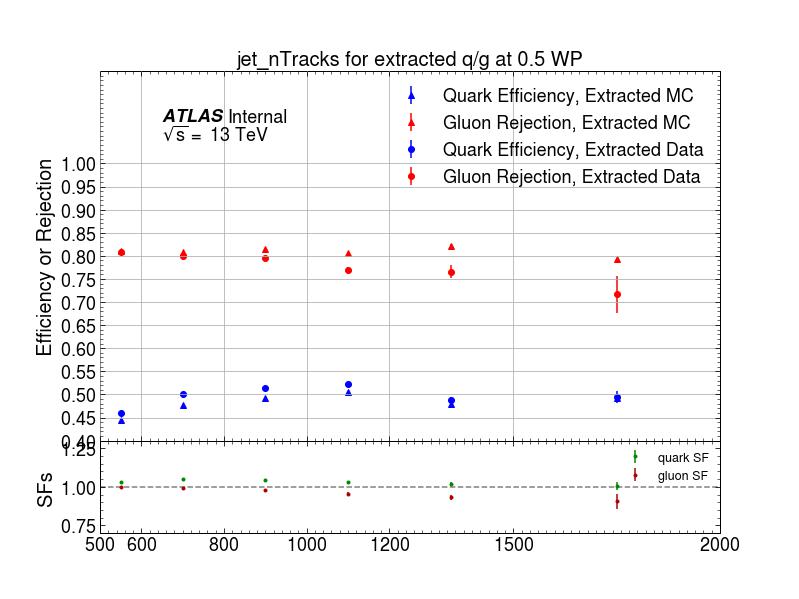 jet_nTracks for extracted q/g at 0.5 WP
ATLAS Internal
√s = 13 TeV
Quark Efficiency, Extracted MC
Gluon Rejection, Extracted MC
Quark Efficiency, Extracted Data
Gluon Rejection, Extracted Data
Efficiency or Rejection
1.00
0.95
0.90
0.85
0.80
0.75
0.70
0.65
0.60
0.55
0.50
0.45
0.40
SFs
1.25
1.00
0.75
quark SF
gluon SF
500 600 800 1000 1200 1500 2000